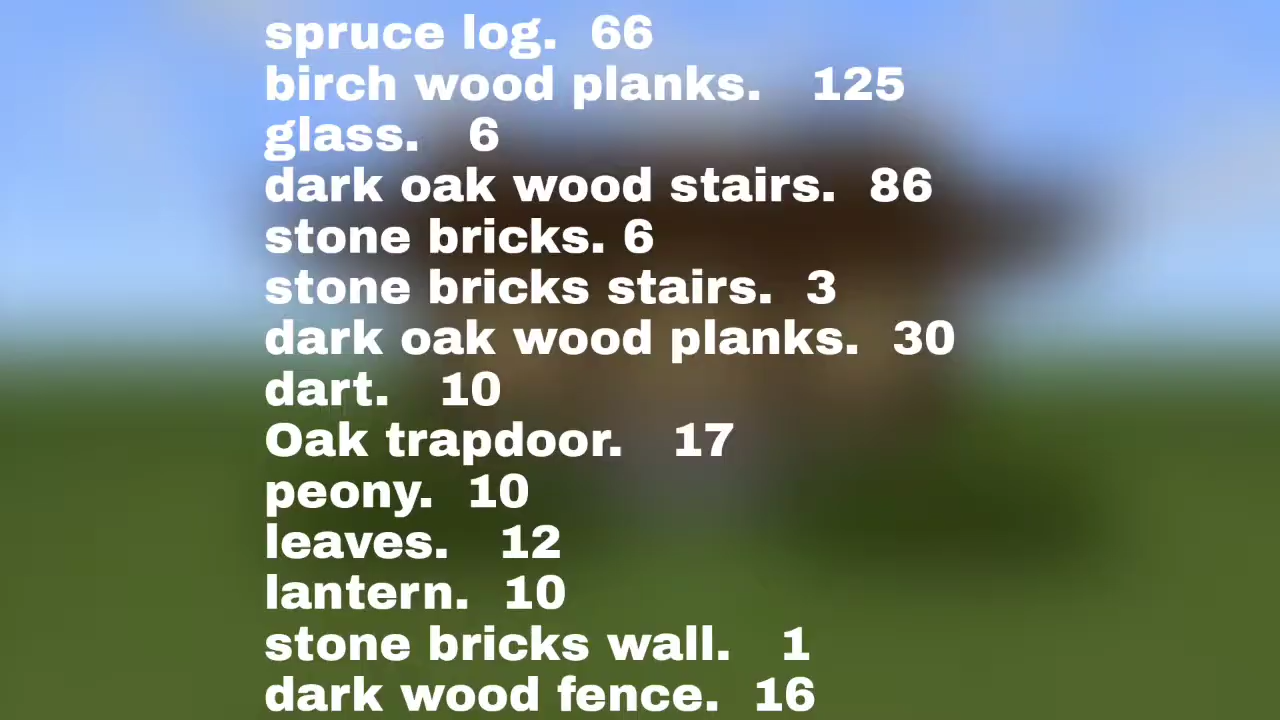 spruce log. 66
birch wood planks. 125
glass. 6
dark oak wood stairs. 86
stone bricks. 6
stone bricks stairs. 3
dark oak wood planks. 30
dart. 10
Oak trapdoor. 17
peony. 10
leaves. 12
lantern. 10
stone bricks wall. 1
dark wood fence. 16